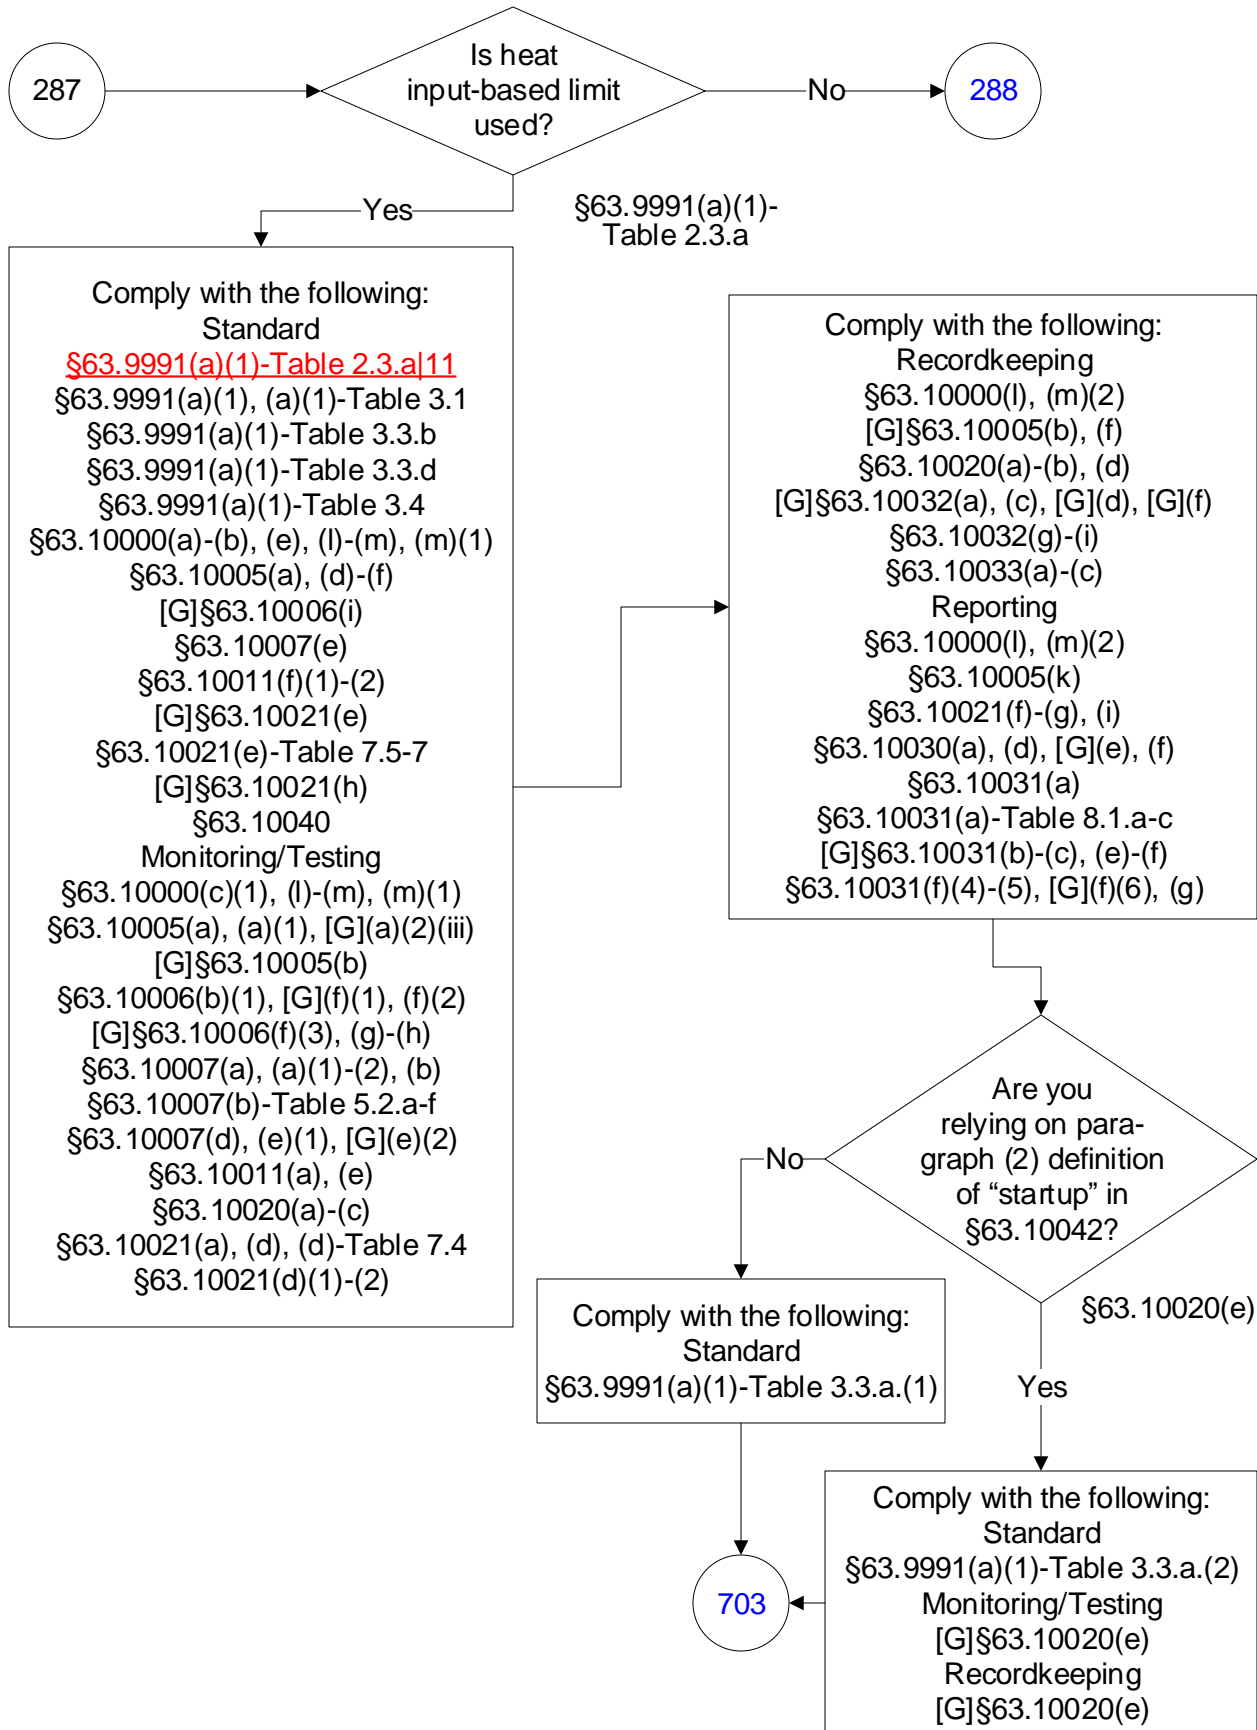 287
Is heat
input-based limit
used?
No
288
Yes
§63.9991(a)(1)-
Table 2.3.a
Comply with the following:
Standard
§63.9991(a)(1)-Table 2.3.a|11
§63.9991(a)(1), (a)(1)-Table 3.1
§63.9991(a)(1)-Table 3.3.b
§63.9991(a)(1)-Table 3.3.d
§63.9991(a)(1)-Table 3.4
§63.10000(a)-(b), (e), (l)-(m), (m)(1)
§63.10005(a), (d)-(f)
[G]§63.10006(i)
§63.10007(e)
§63.10011(f)(1)-(2)
[G]§63.10021(e)
§63.10021(e)-Table 7.5-7
[G]§63.10021(h)
§63.10040
Monitoring/Testing
§63.10000(c)(1), (l)-(m), (m)(1)
§63.10005(a), (a)(1), [G](a)(2)(iii)
[G]§63.10005(b)
§63.10006(b)(1), [G](f)(1), (f)(2)
[G]§63.10006(f)(3), (g)-(h)
§63.10007(a), (a)(1)-(2), (b)
§63.10007(b)-Table 5.2.a-f
§63.10007(d), (e)(1), [G](e)(2)
§63.10011(a), (e)
§63.10020(a)-(c)
§63.10021(a), (d), (d)-Table 7.4
§63.10021(d)(1)-(2)
Comply with the following:
Recordkeeping
§63.10000(l), (m)(2)
[G]§63.10005(b), (f)
§63.10020(a)-(b), (d)
[G]§63.10032(a), (c), [G](d), [G](f)
§63.10032(g)-(i)
§63.10033(a)-(c)
Reporting
§63.10000(l), (m)(2)
§63.10005(k)
§63.10021(f)-(g), (i)
§63.10030(a), (d), [G](e), (f)
§63.10031(a)
§63.10031(a)-Table 8.1.a-c
[G]§63.10031(b)-(c), (e)-(f)
§63.10031(f)(4)-(5), [G](f)(6), (g)
Are you
relying on para-
graph (2) definition
of “startup” in
§63.10042?
No
§63.10020(e)
Yes
Comply with the following:
Standard
§63.9991(a)(1)-Table 3.3.a.(1)
Comply with the following:
Standard
§63.9991(a)(1)-Table 3.3.a.(2)
Monitoring/Testing
[G]§63.10020(e)
Recordkeeping
[G]§63.10020(e)
703